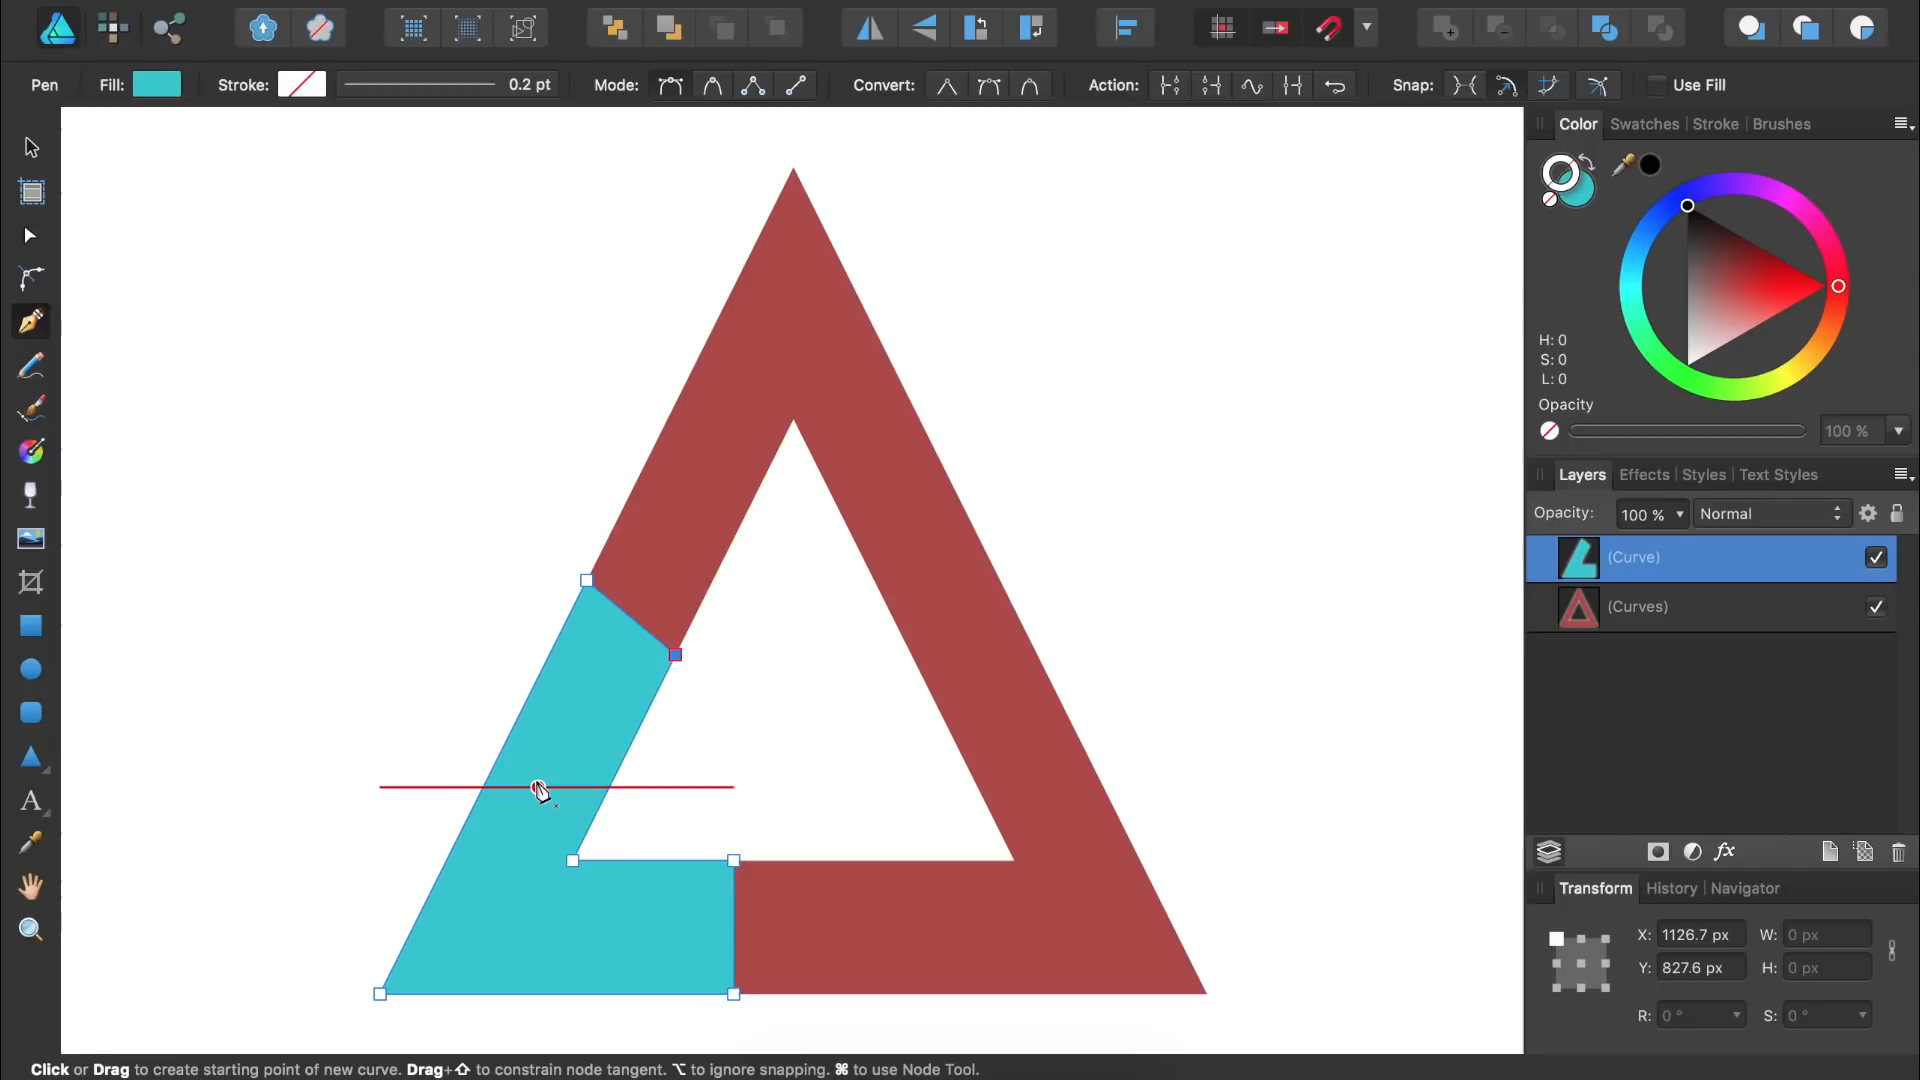 Pen Fill: Stroke: 0.2 pt Mode: Convert: Action: Snap: Use Fill
Color Swatches Stroke Brushes
H: 0
S: 0
L: 0
Opacity
100 %
Layers Effects Styles Text Styles
Opacity: 100 % Normal
(Curve)
(Curves)
A
fx
Transform History Navigator
X: 1126.7 px W: 0 px
Y: 827.6 px H: 0 px
R: 0 ° S: 0 °
Click or Drag to create starting point of new curve. Drag+⇧ to constrain node tangent. ⌥ to ignore snapping. ⌘ to use Node Tool.